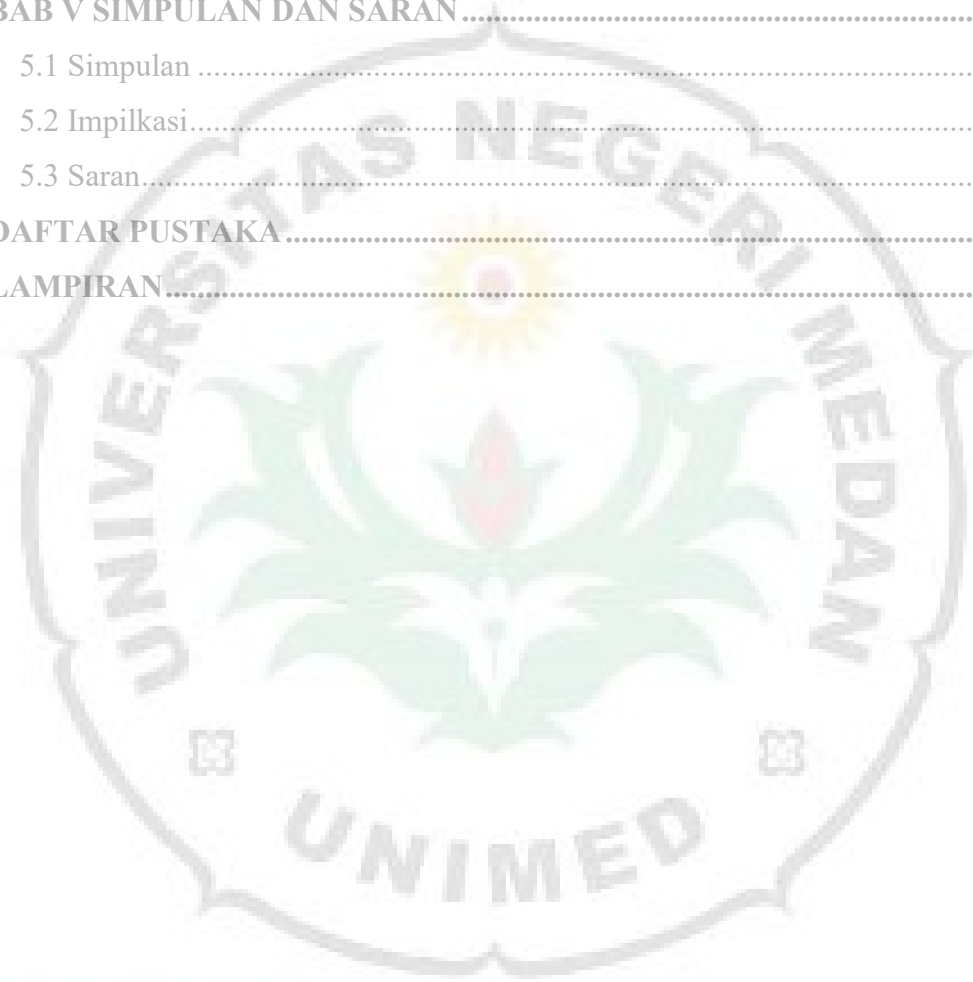 BAB V SIMPULAN DAN SARAN ........................................................................
5.1 Simpulan ........................................................................
5.2 Impilkasi........................................................................
5.3 Saran........................................................................
DAFTAR PUSTAKA........................................................................
LAMPIRAN........................................................................
UNIVERSITAS NEGERI MEDAN
UNIMED